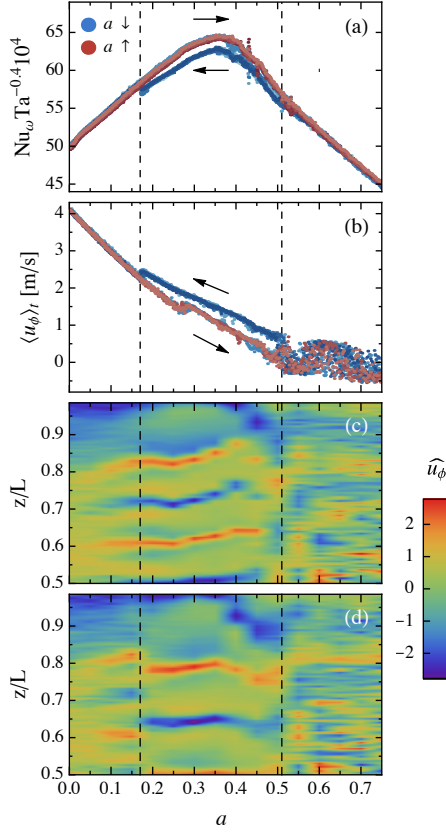 (a)
a ↓
a ↑
65
60
55
50
45
Nu_ω Ta^−0.4 10^4
(b)
4
3
2
1
0
⟨u_ϕ⟩_t [m/s]
(c)
0.9
0.8
0.7
0.6
0.5
z/L
(d)
0.9
0.8
0.7
0.6
0.5
z/L
0.0 0.1 0.2 0.3 0.4 0.5 0.6 0.7
a
\widehat{u_ϕ}
2
1
0
−1
−2